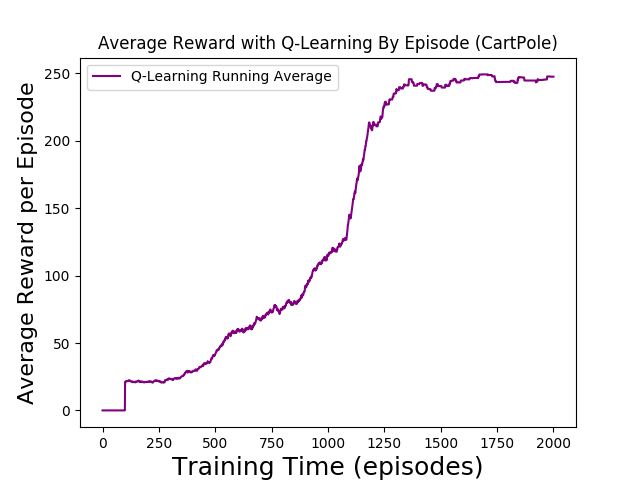 Average Reward with Q-Learning By Episode (CartPole)
Q-Learning Running Average
Average Reward per Episode
250
200
150
100
50
0
0 250 500 750 1000 1250 1500 1750 2000
Training Time (episodes)